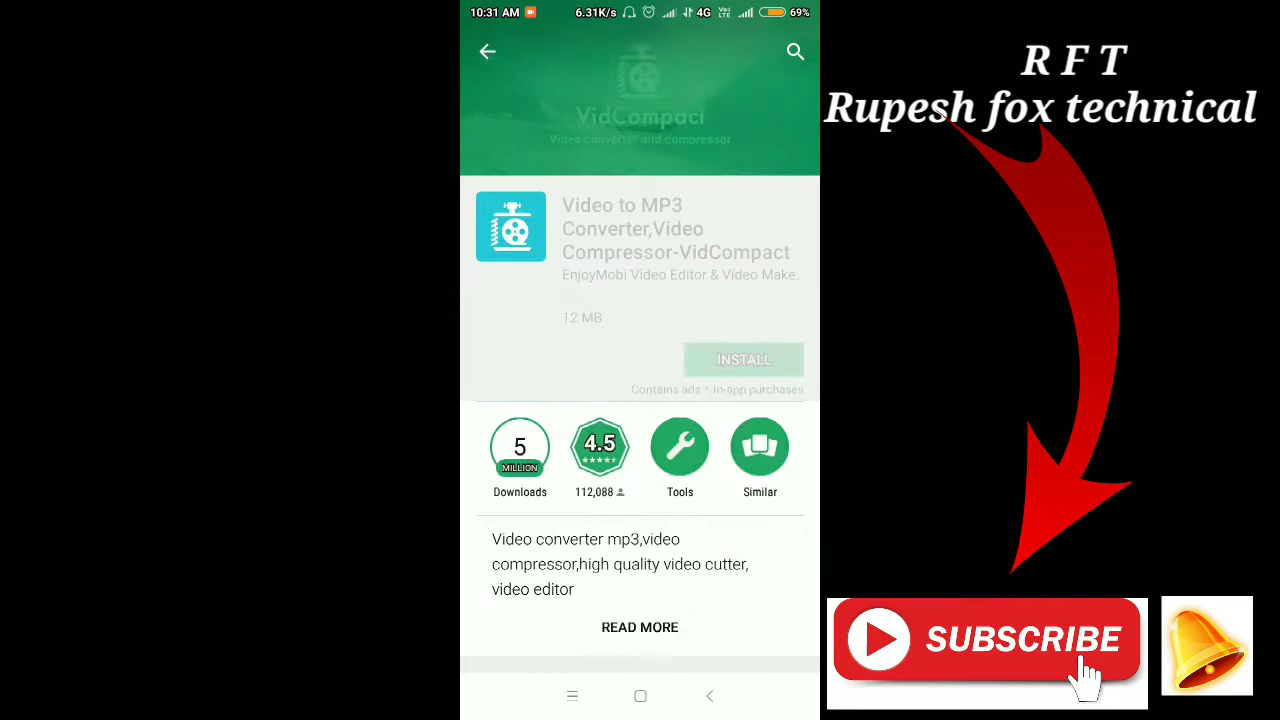 10:31 AM 6.31K/s 4G VoLTE 69%
R F T
Rupesh fox technical
VidCompact
Video converter and compressor
Video to MP3
Converter,Video
Compressor-VidCompact
EnjoyMobi Video Editor & Video Make..
12 MB
INSTALL
Contains ads • In-app purchases
5
MILLION
4.5
Downloads
112,088
Tools
Similar
Video converter mp3,video
compressor,high quality video cutter,
video editor
READ MORE
SUBSCRIBE